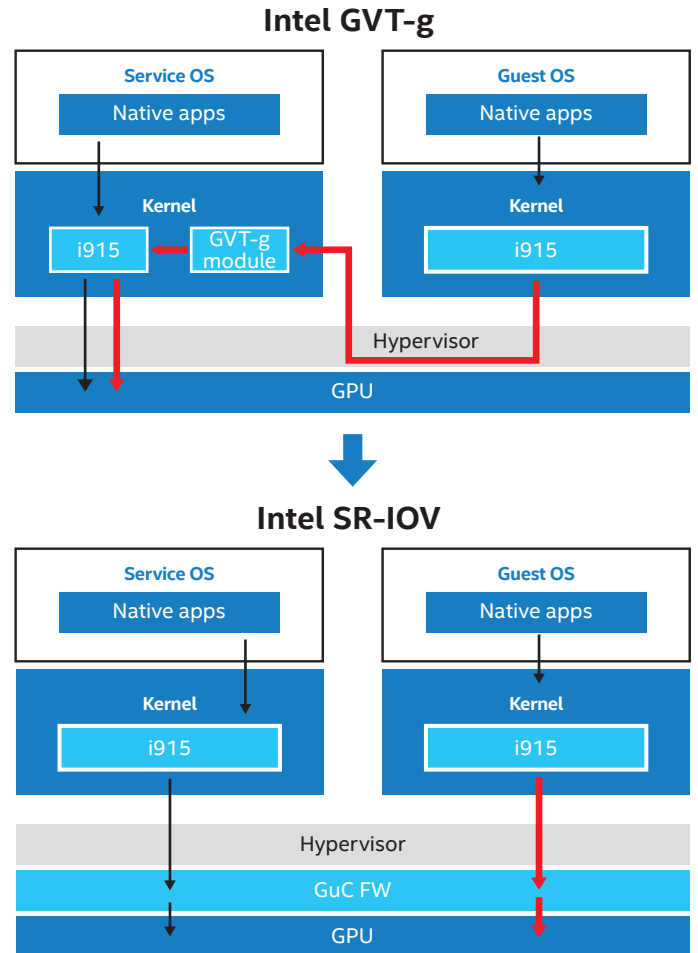 Intel GVT-g
Service OS
Native apps
Guest OS
Native apps
Kernel
i915
GVT-g
module
Kernel
i915
Hypervisor
GPU
Intel SR-IOV
Service OS
Native apps
Guest OS
Native apps
Kernel
i915
Kernel
i915
Hypervisor
GuC FW
GPU